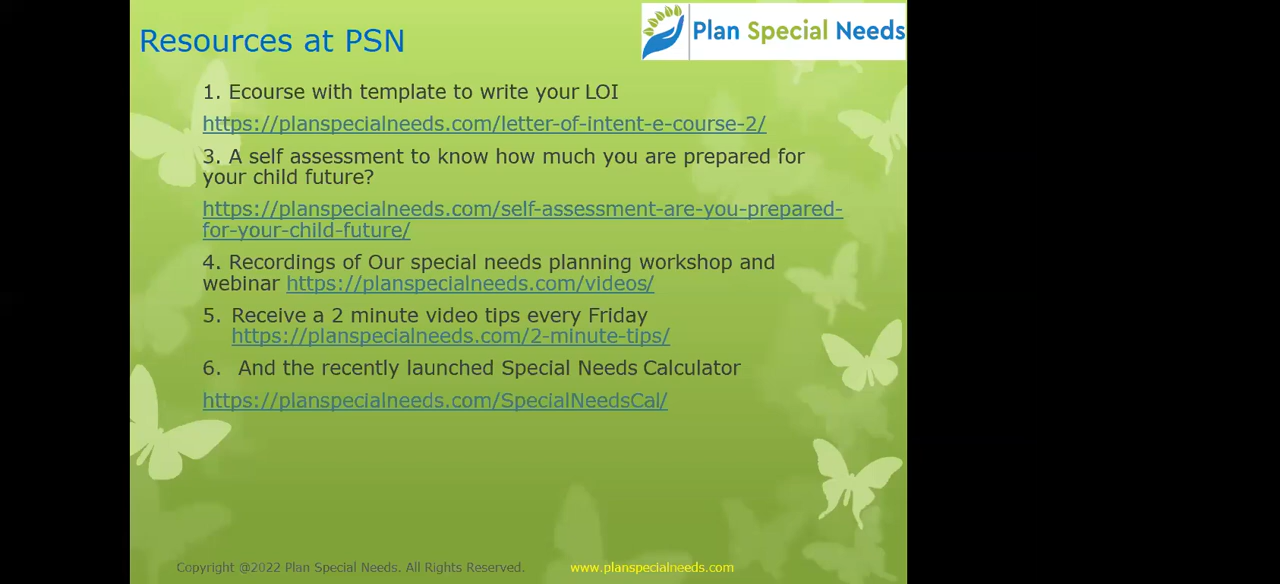 Resources at PSN
Plan Special Needs
1. Ecourse with template to write your LOI
https://planspecialneeds.com/letter-of-intent-e-course-2/
3. A self assessment to know how much you are prepared for
your child future?
https://planspecialneeds.com/self-assessment-are-you-prepared-
for-your-child-future/
4. Recordings of Our special needs planning workshop and
webinar https://planspecialneeds.com/videos/
5. Receive a 2 minute video tips every Friday
https://planspecialneeds.com/2-minute-tips/
6. And the recently launched Special Needs Calculator
https://planspecialneeds.com/SpecialNeedsCal/
Copyright @2022 Plan Special Needs. All Rights Reserved. www.planspecialneeds.com